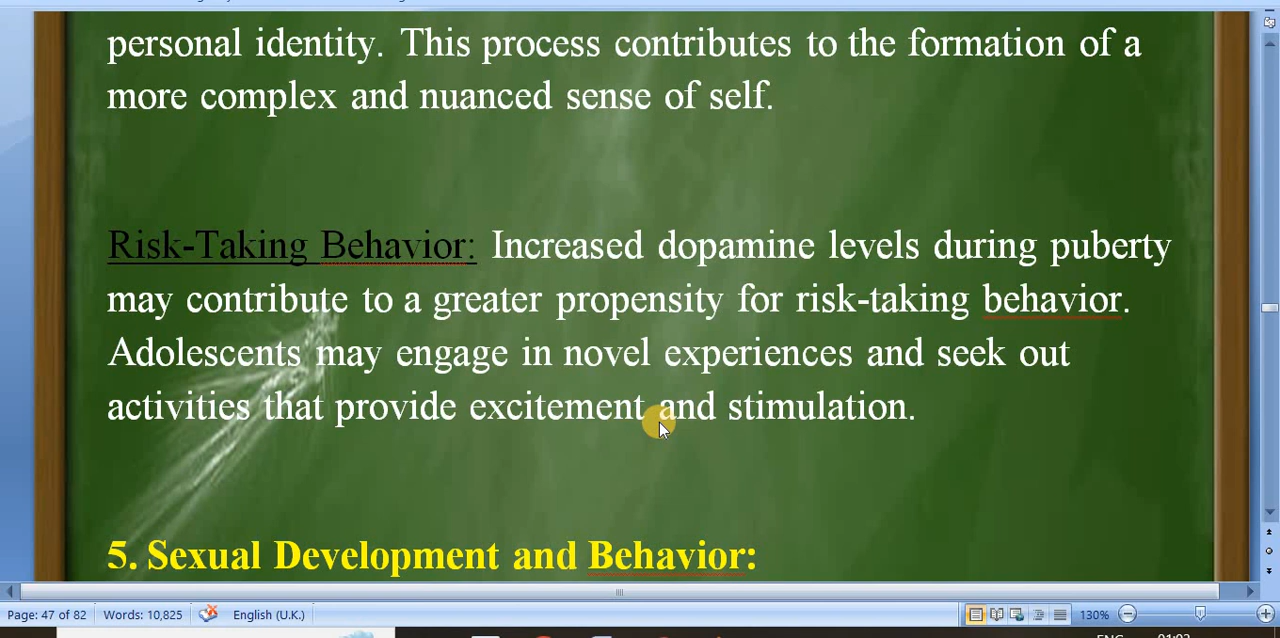 personal identity. This process contributes to the formation of a
more complex and nuanced sense of self.
Risk-Taking Behavior: Increased dopamine levels during puberty
may contribute to a greater propensity for risk-taking behavior.
Adolescents may engage in novel experiences and seek out
activities that provide excitement and stimulation.
5. Sexual Development and Behavior:
Page: 47 of 82 Words: 10,825 English (U.K.) 130%